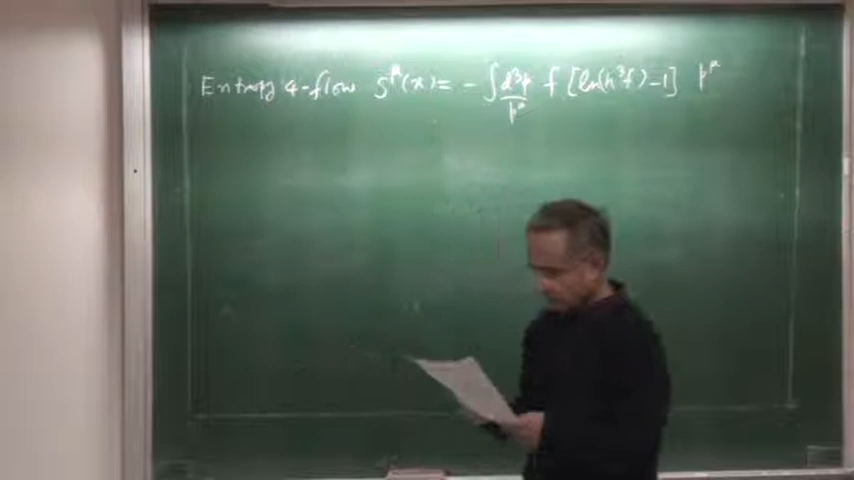 Entropy 4-flow S^μ(x) = - ∫ d³p/p⁰ f [ln(h³f) - 1] p^μ